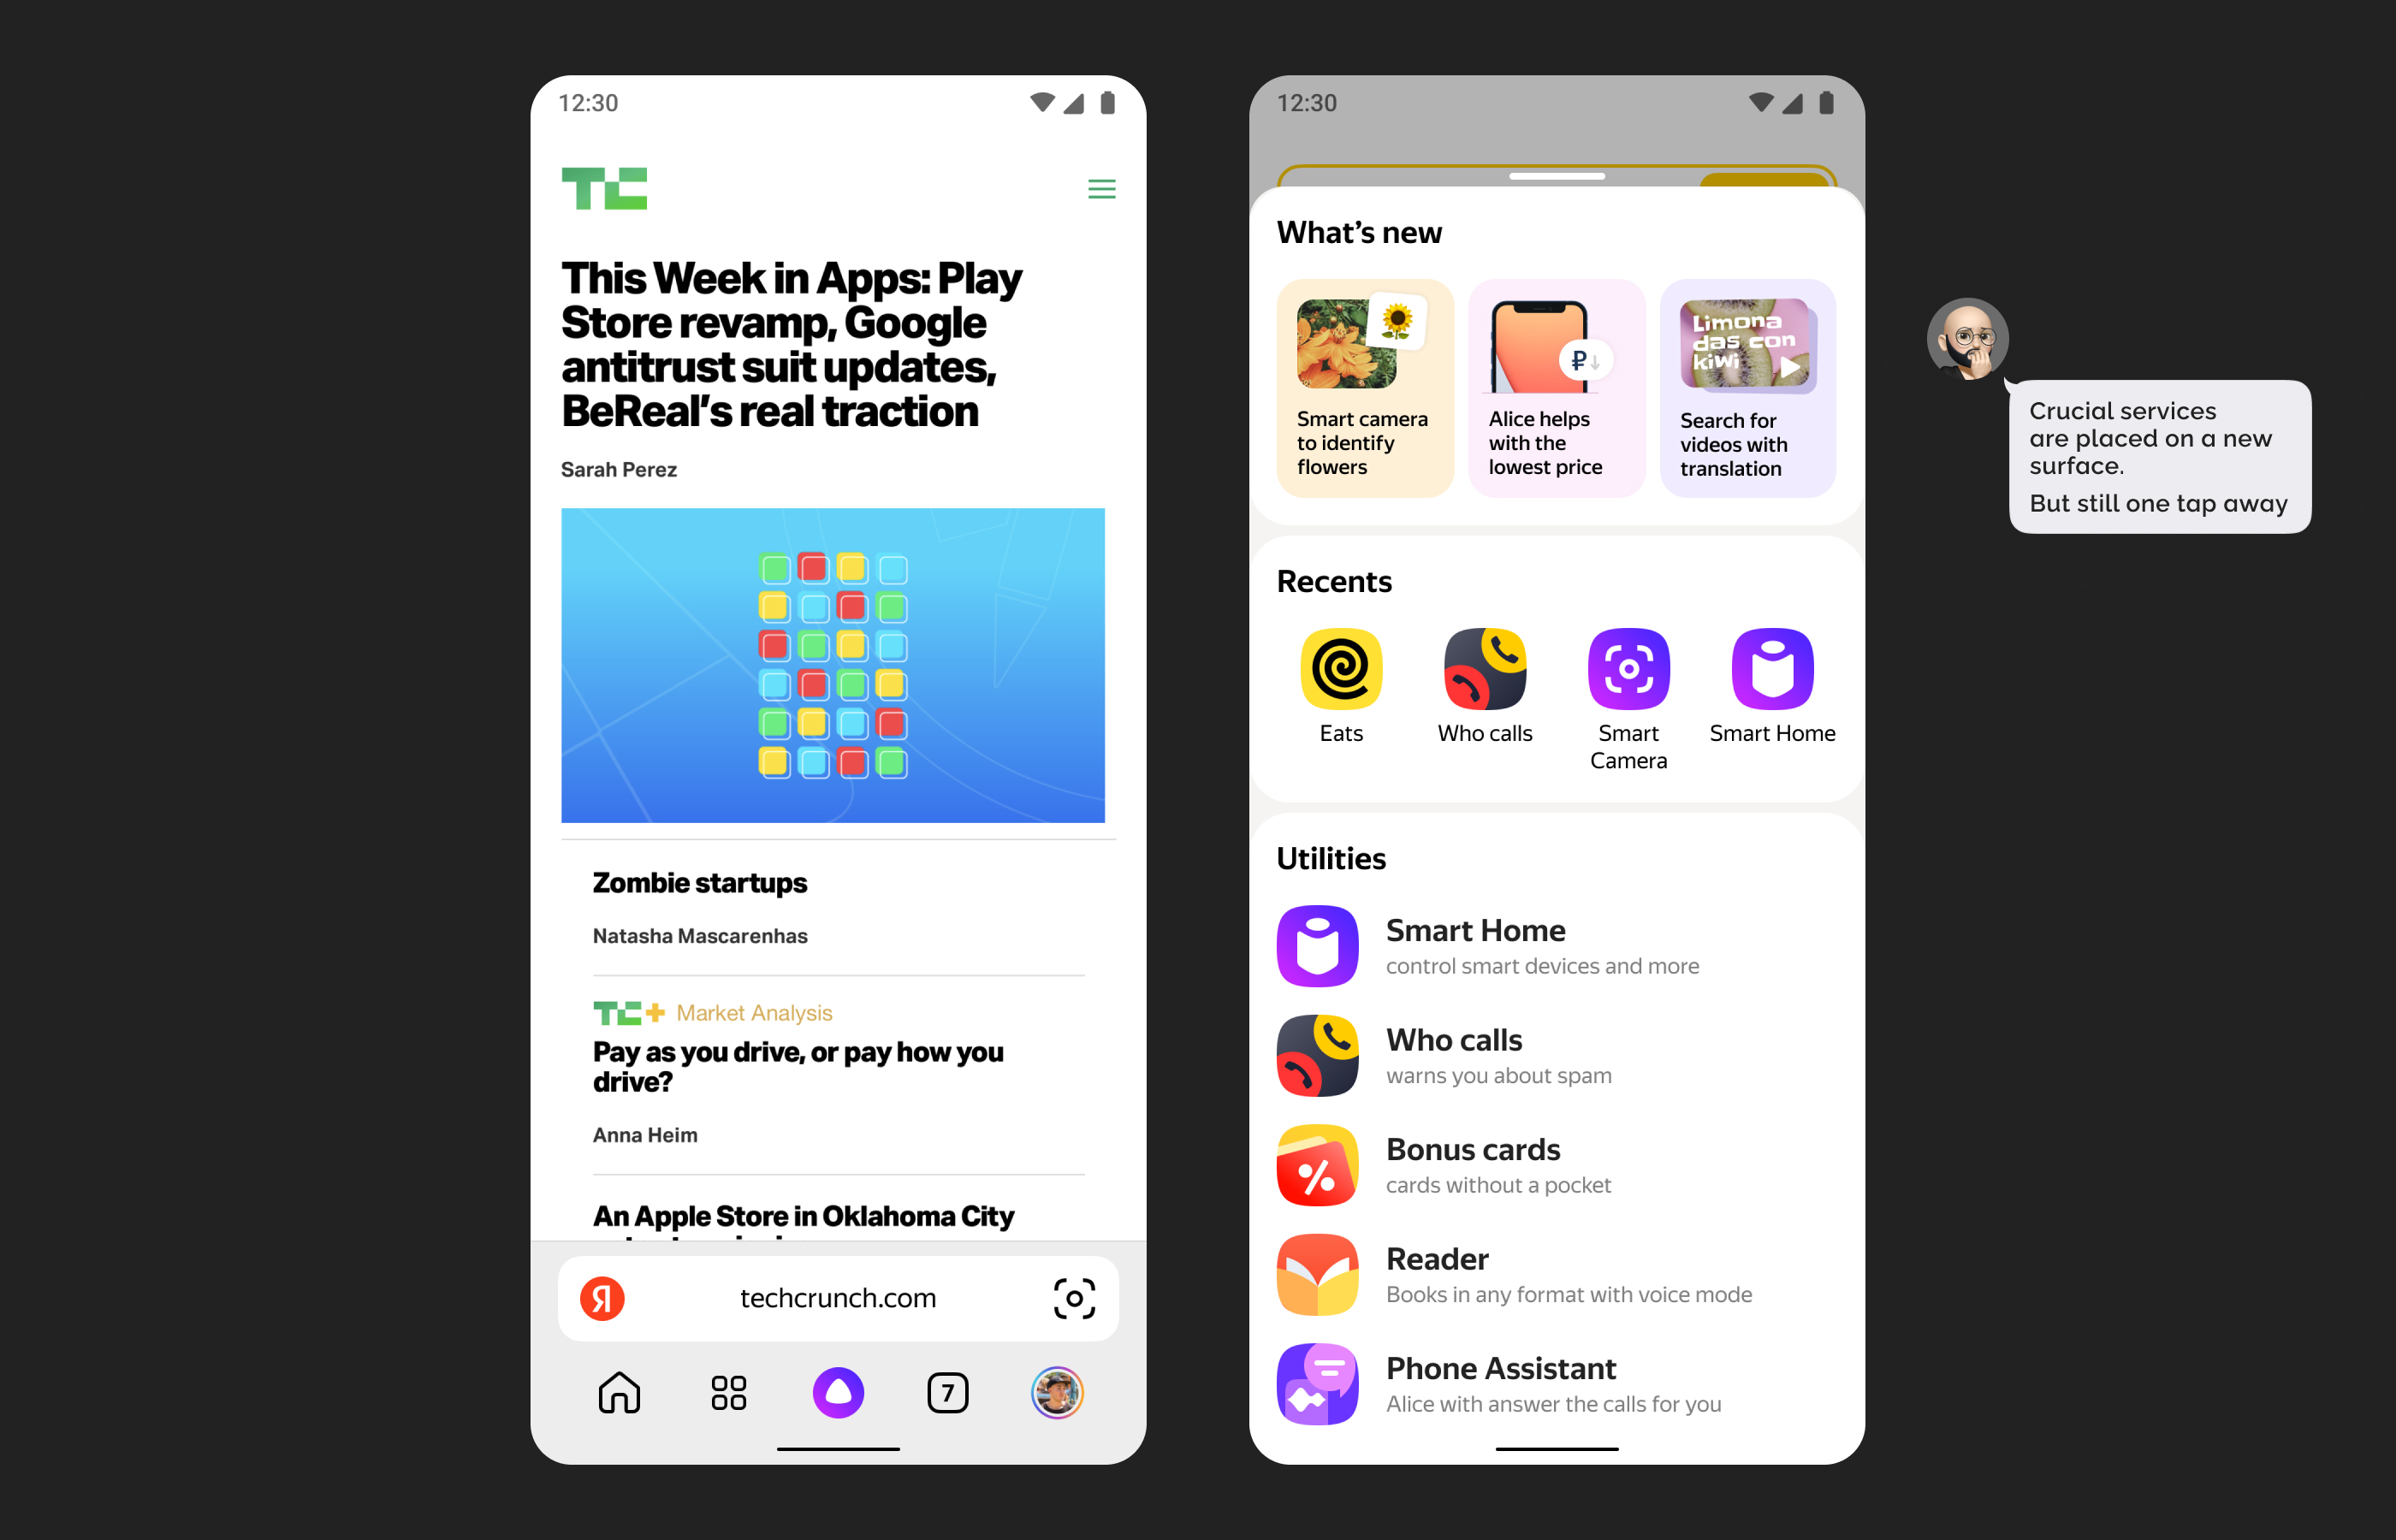 12:30
TC
This Week in Apps: Play
Store revamp, Google
antitrust suit updates,
BeReal’s real traction
Sarah Perez
Zombie startups
Natasha Mascarenhas
TC+ Market Analysis
Pay as you drive, or pay how you
drive?
Anna Heim
An Apple Store in Oklahoma City
Я
techcrunch.com
7
12:30
What’s new
Limona
das con
kiwi
₽↓
Smart camera
to identify
flowers
Alice helps
with the
lowest price
Search for
videos with
translation
Recents
Eats
Who calls
Smart
Camera
Smart Home
Utilities
Smart Home
control smart devices and more
Who calls
warns you about spam
%
Bonus cards
cards without a pocket
Reader
Books in any format with voice mode
Phone Assistant
Alice with answer the calls for you
Crucial services
are placed on a new
surface.
But still one tap away